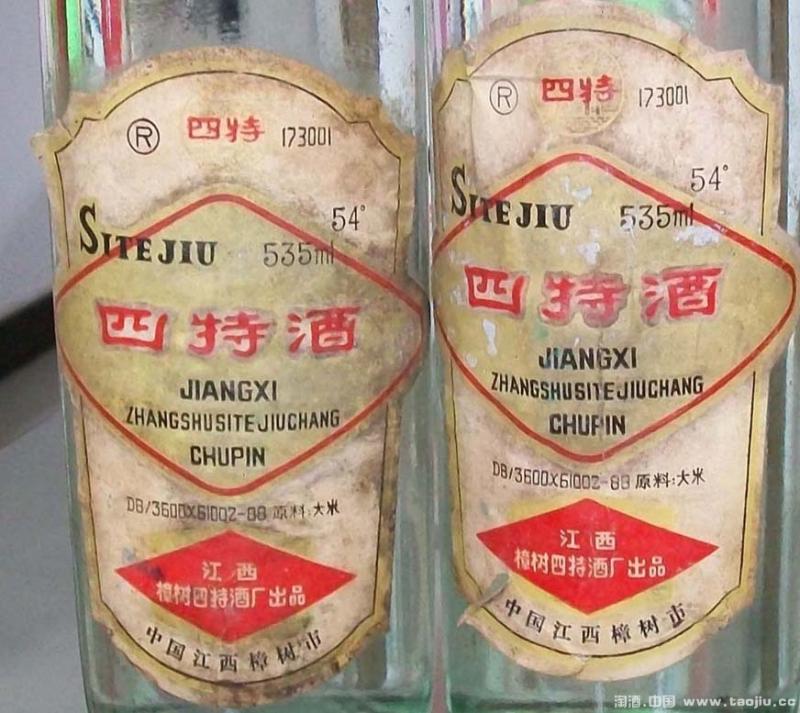 ® 四特 173001
54°
SITE JIU 535ml
四特酒
JIANGXI
ZHANGSHUSITEJIUCHANG
CHUPIN
DB/3600X61002-88 原料:大米
江西
樟树四特酒厂出品
中国江西樟树市
® 四特 173001
54°
SITE JIU 535ml
四特酒
JIANGXI
ZHANGSHUSITEJIUCHANG
CHUPIN
DB/3600X61002-88 原料:大米
江西
樟树四特酒厂出品
中国江西樟树市
淘酒.中国 www.taojiu.cc